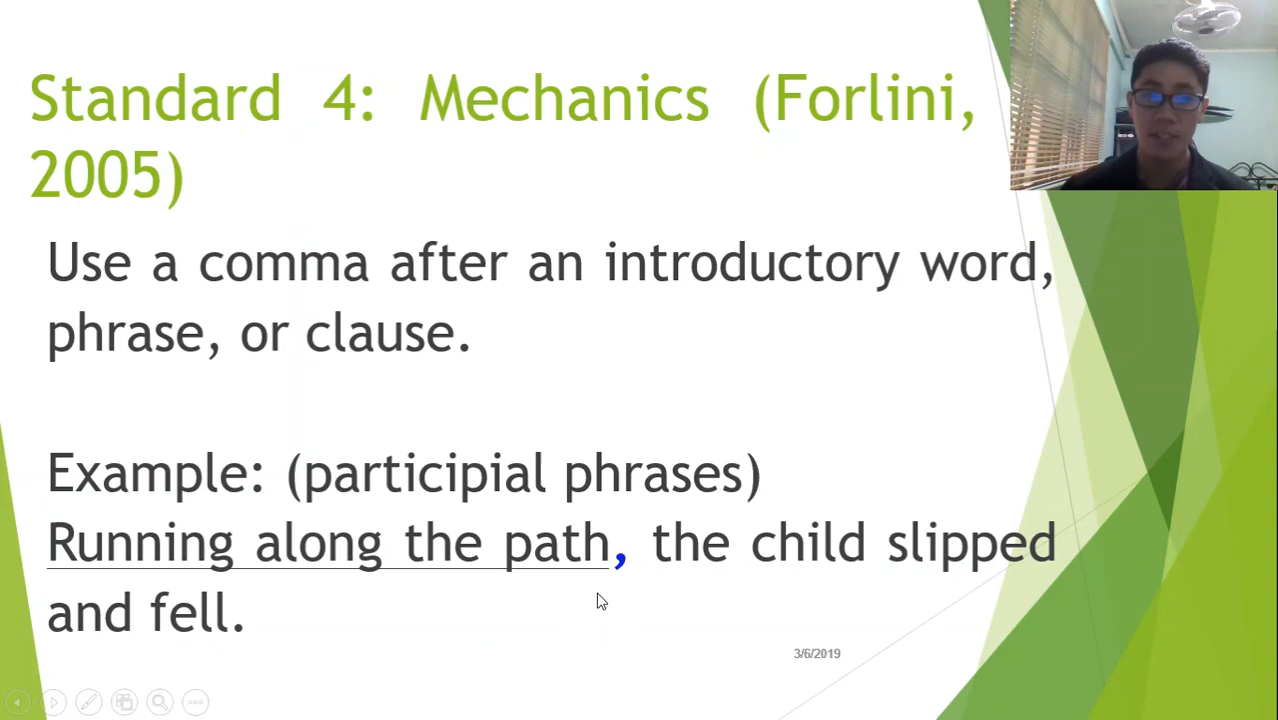 Standard 4: Mechanics (Forlini,
2005)
Use a comma after an introductory word,
phrase, or clause.
Example: (participial phrases)
Running along the path, the child slipped
and fell.
3/6/2019